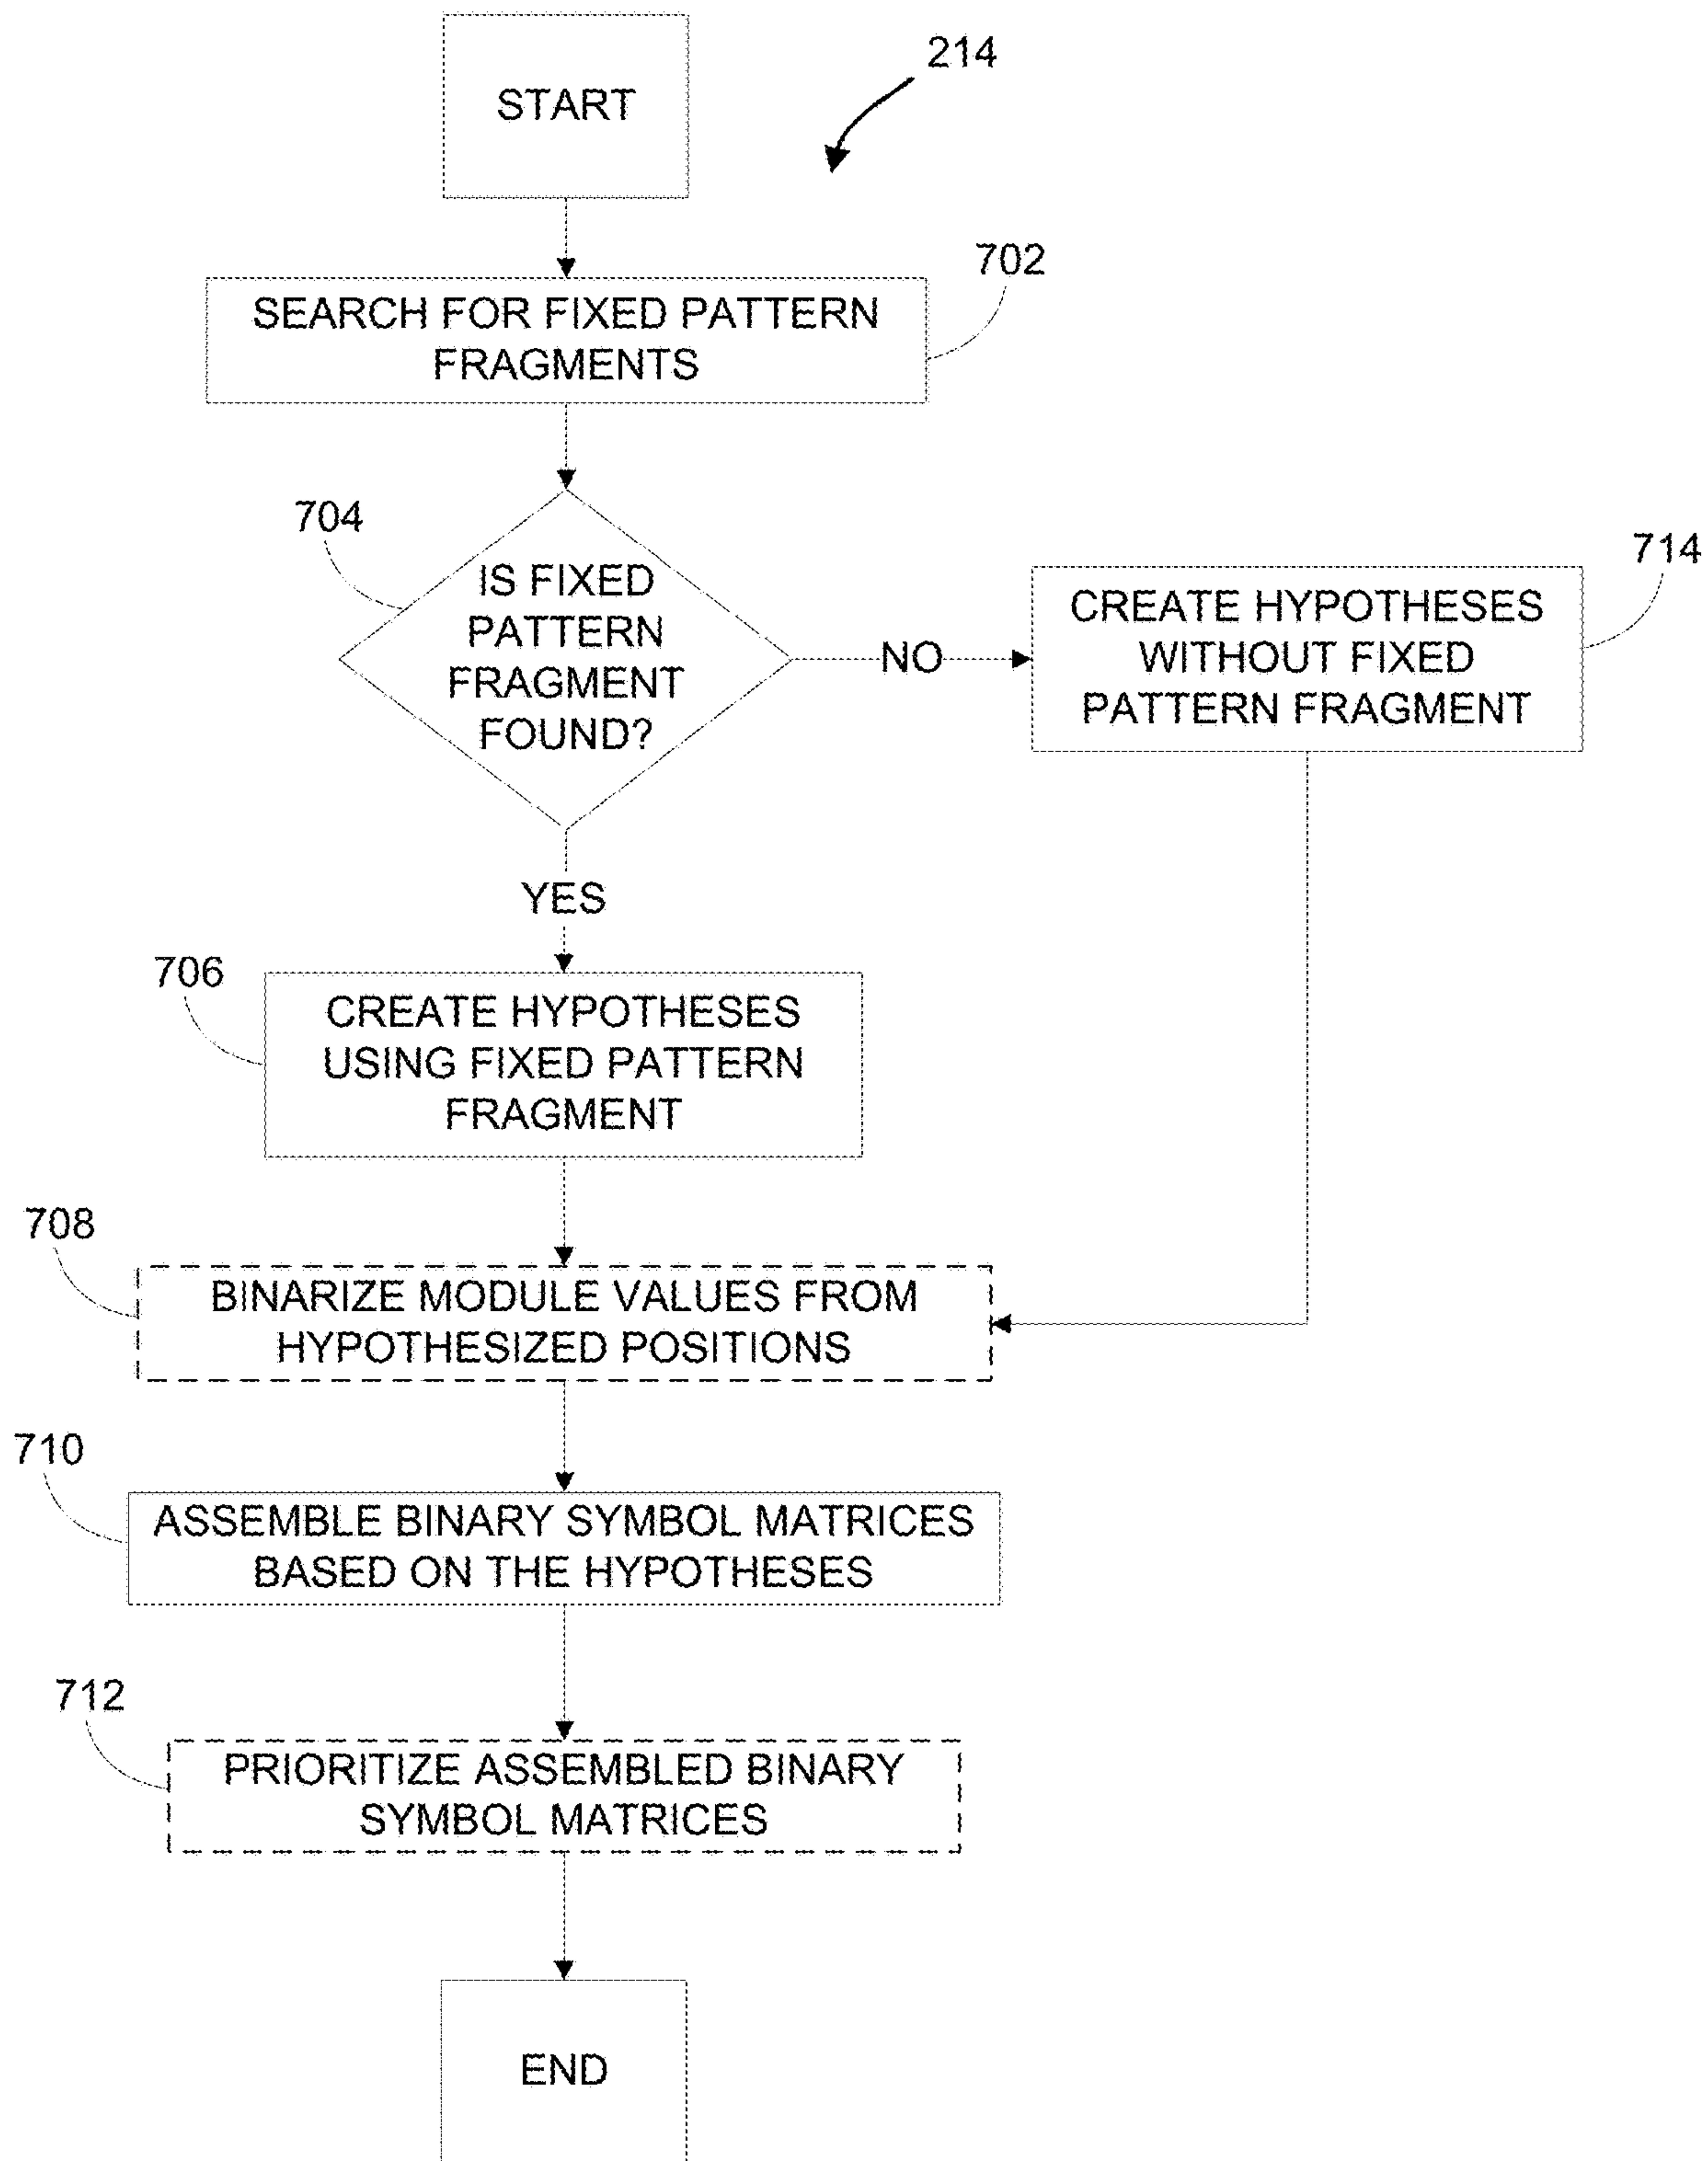 START
214
702
SEARCH FOR FIXED PATTERN
FRAGMENTS
704
IS FIXED
PATTERN
FRAGMENT
FOUND?
NO
714
CREATE HYPOTHESES
WITHOUT FIXED
PATTERN FRAGMENT
YES
706
CREATE HYPOTHESES
USING FIXED PATTERN
FRAGMENT
708
BINARIZE MODULE VALUES FROM
HYPOTHESIZED POSITIONS
710
ASSEMBLE BINARY SYMBOL MATRICES
BASED ON THE HYPOTHESES
712
PRIORITIZE ASSEMBLED BINARY
SYMBOL MATRICES
END